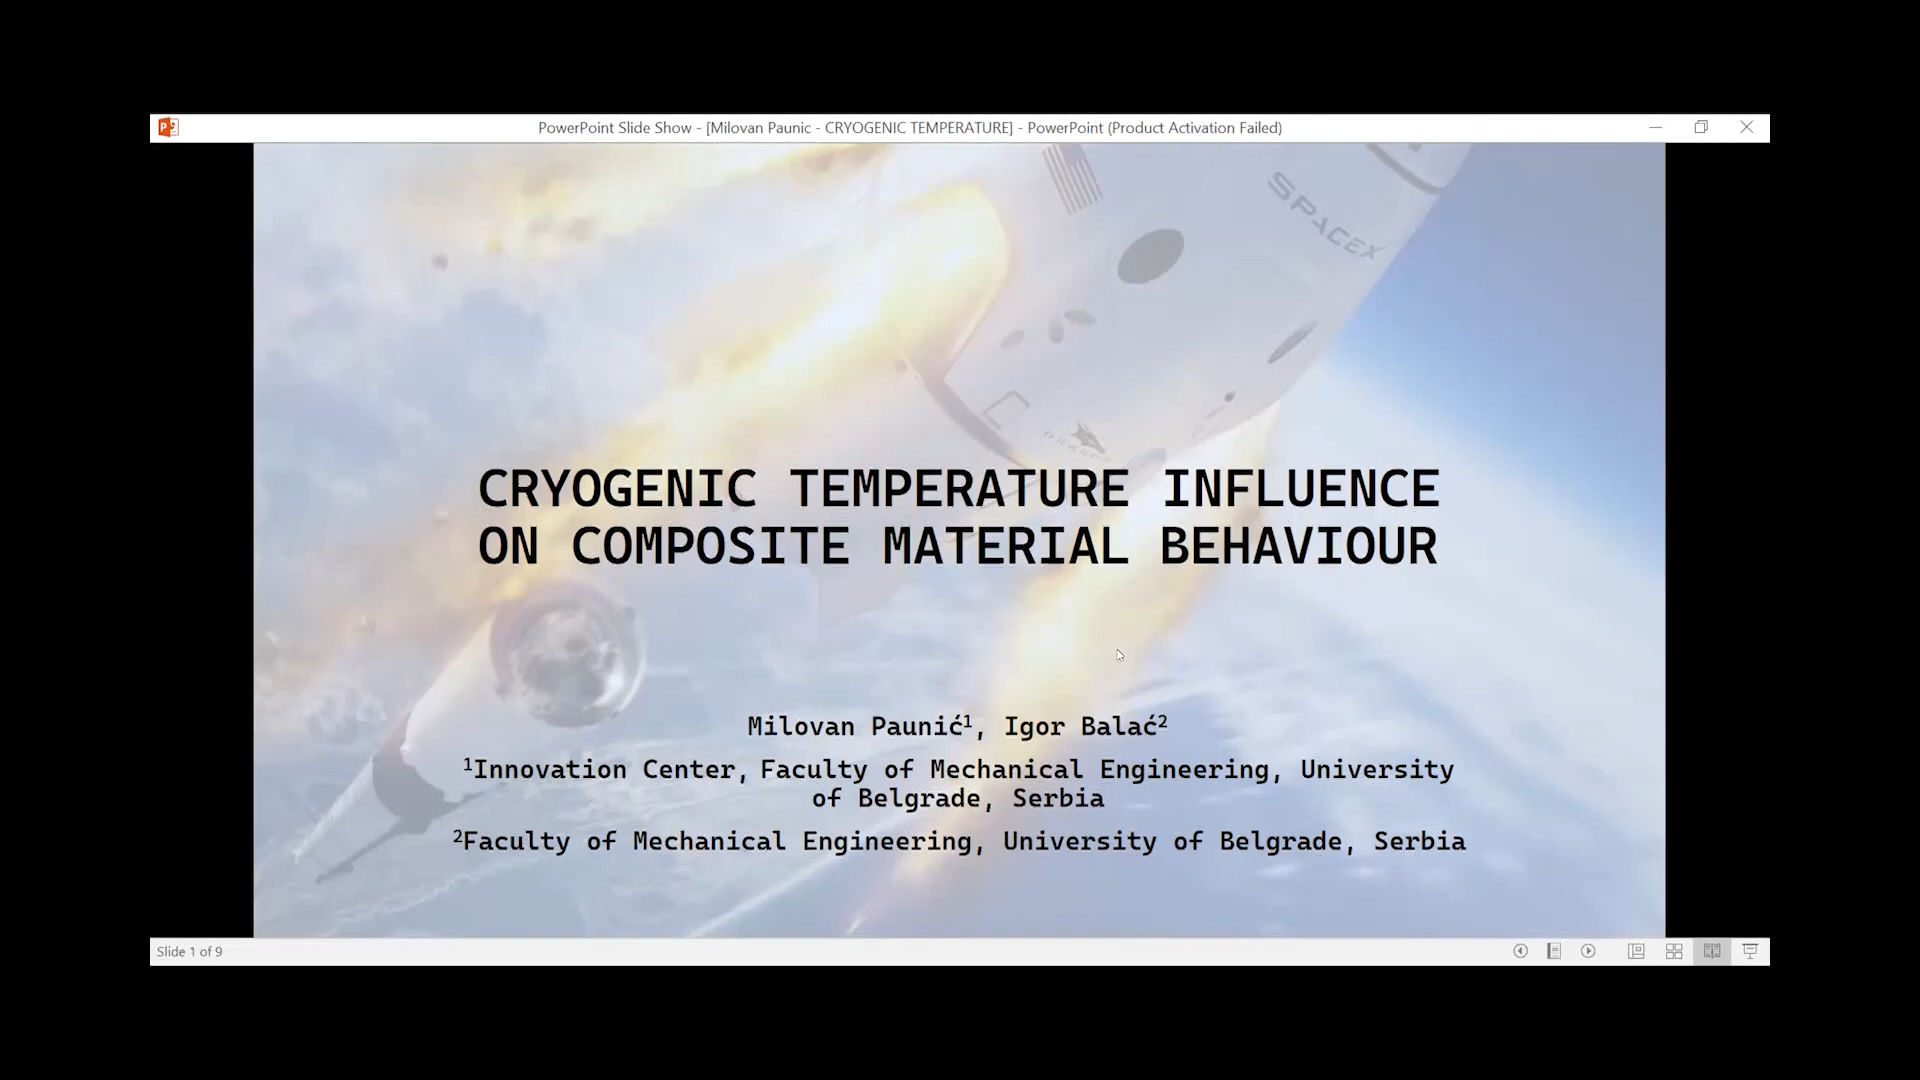 PowerPoint Slide Show - [Milovan Paunic - CRYOGENIC TEMPERATURE] - PowerPoint (Product Activation Failed)
SPACEX
CRYOGENIC TEMPERATURE INFLUENCE
ON COMPOSITE MATERIAL BEHAVIOUR
Milovan Paunić¹, Igor Balać²
¹Innovation Center, Faculty of Mechanical Engineering, University
of Belgrade, Serbia
²Faculty of Mechanical Engineering, University of Belgrade, Serbia
Slide 1 of 9